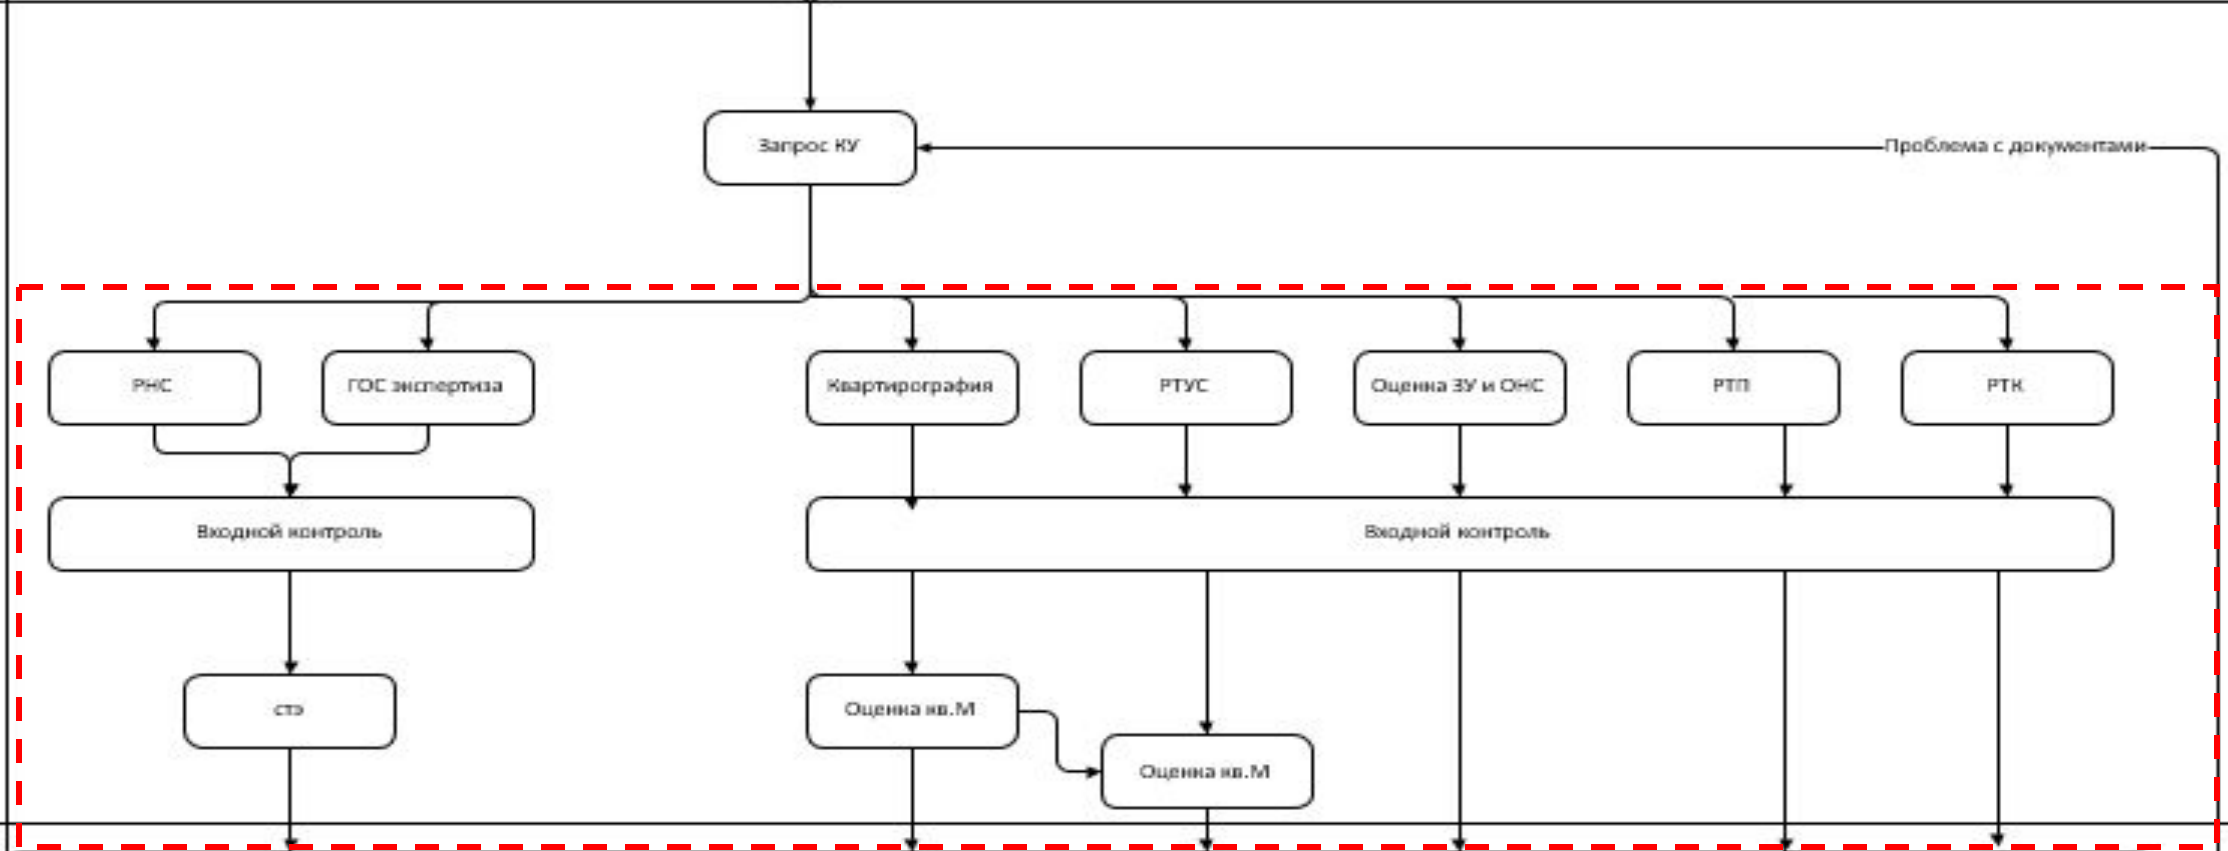 Запрос КУ
Проблема с документами
РНС
ГОС экспертиза
Квартирография
РТУС
Оценка ЗУ и ОНС
РТП
РТК
Входной контроль
Входной контроль
стэ
Оценка кв.М
Оценка кв.М